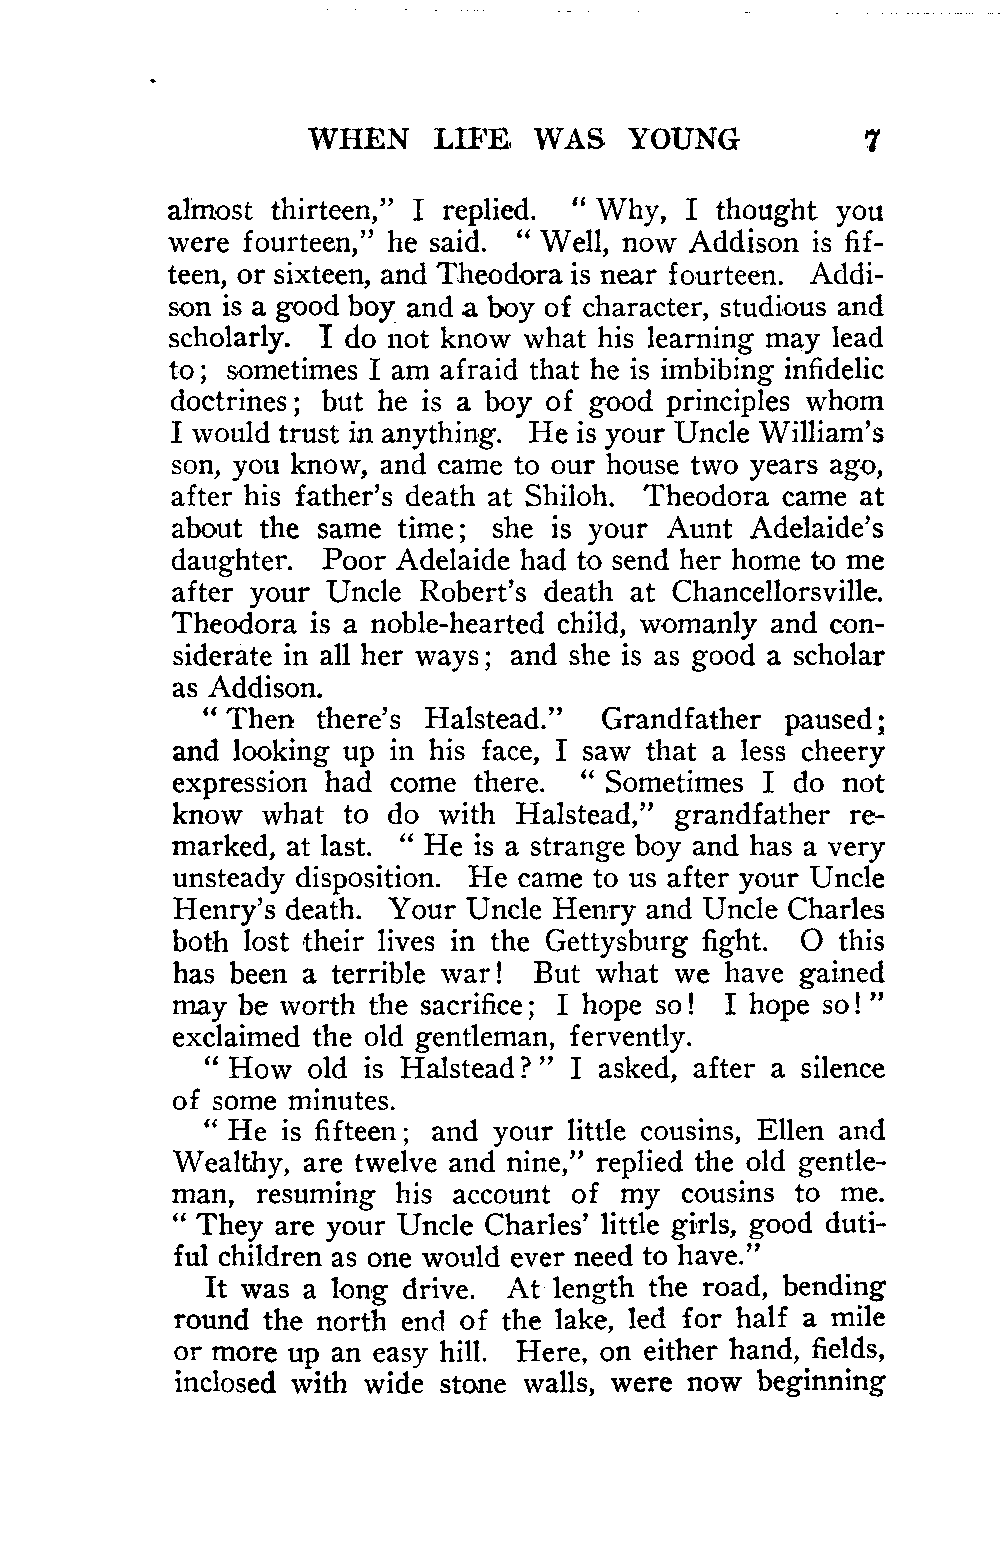 WHEN LIFE WAS YOUNG 7
almost thirteen,” I replied. “ Why, I thought you
were fourteen,” he said. “ Well, now Addison is fif-
teen, or sixteen, and Theodora is near fourteen. Addi-
son is a good boy and a boy of character, studious and
scholarly. I do not know what his learning may lead
to; sometimes I am afraid that he is imbibing infidelic
doctrines; but he is a boy of good principles whom
I would trust in anything. He is your Uncle William’s
son, you know, and came to our house two years ago,
after his father’s death at Shiloh. Theodora came at
about the same time; she is your Aunt Adelaide’s
daughter. Poor Adelaide had to send her home to me
after your Uncle Robert’s death at Chancellorsville.
Theodora is a noble-hearted child, womanly and con-
siderate in all her ways; and she is as good a scholar
as Addison.
“ Then there’s Halstead.” Grandfather paused;
and looking up in his face, I saw that a less cheery
expression had come there. “ Sometimes I do not
know what to do with Halstead,” grandfather re-
marked, at last. “ He is a strange boy and has a very
unsteady disposition. He came to us after your Uncle
Henry’s death. Your Uncle Henry and Uncle Charles
both lost their lives in the Gettysburg fight. O this
has been a terrible war! But what we have gained
may be worth the sacrifice; I hope so! I hope so! ”
exclaimed the old gentleman, fervently.
“ How old is Halstead? ” I asked, after a silence
of some minutes.
“ He is fifteen; and your little cousins, Ellen and
Wealthy, are twelve and nine,” replied the old gentle-
man, resuming his account of my cousins to me.
“ They are your Uncle Charles’ little girls, good duti-
ful children as one would ever need to have.”
It was a long drive. At length the road, bending
round the north end of the lake, led for half a mile
or more up an easy hill. Here, on either hand, fields,
inclosed with wide stone walls, were now beginning